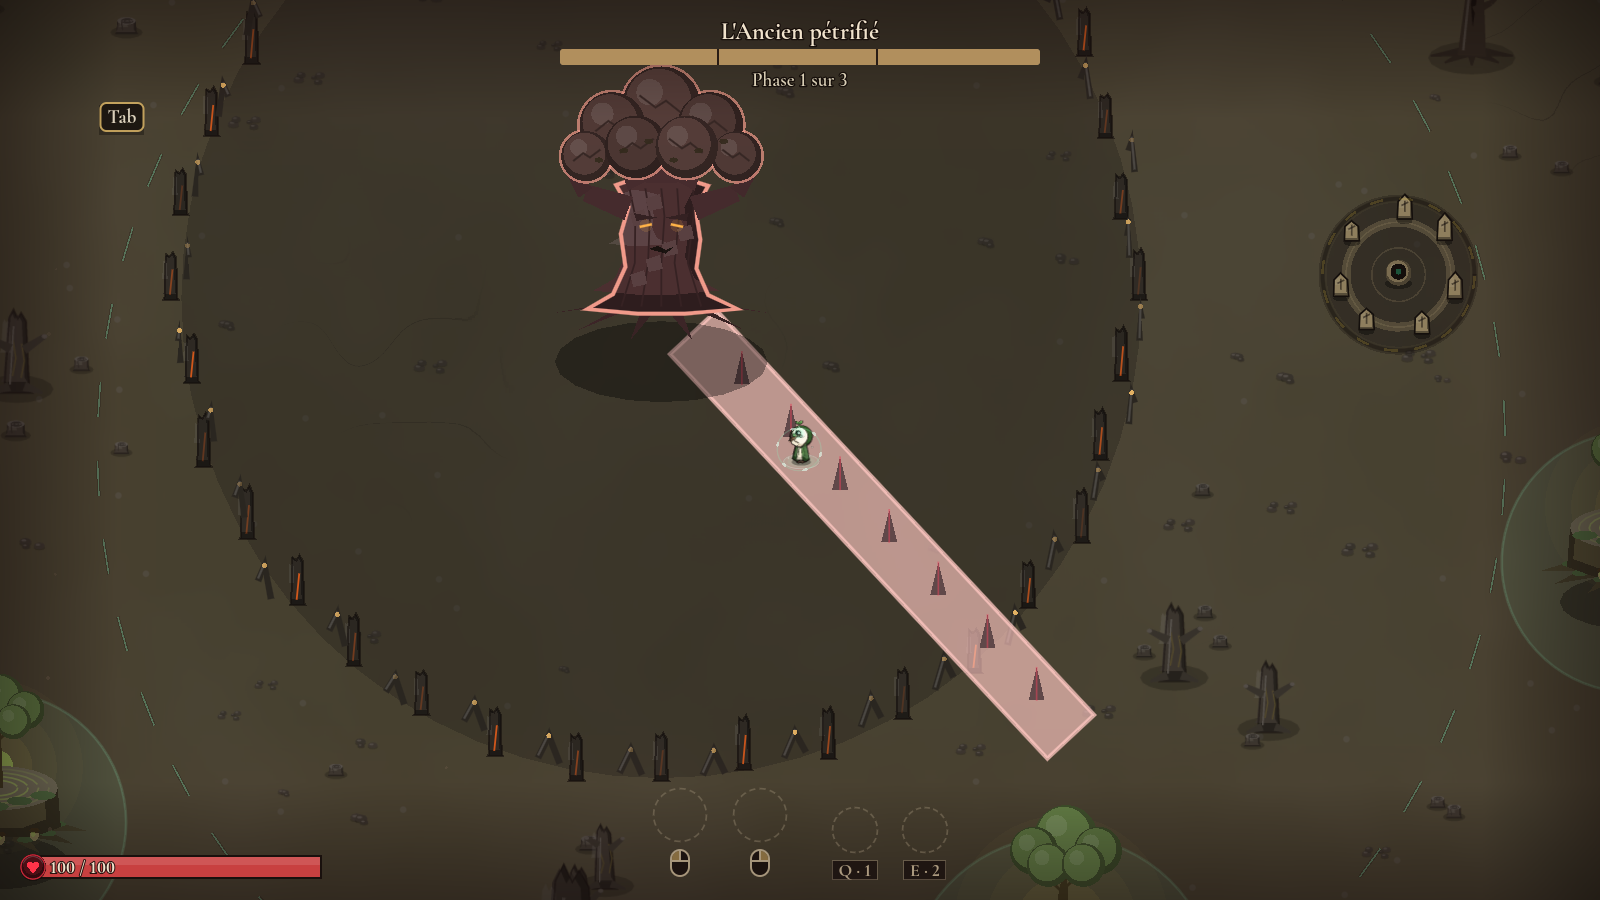 L'Ancien pétrifié
Phase 1 sur 3
Tab
100 / 100
Q · 1
E · 2